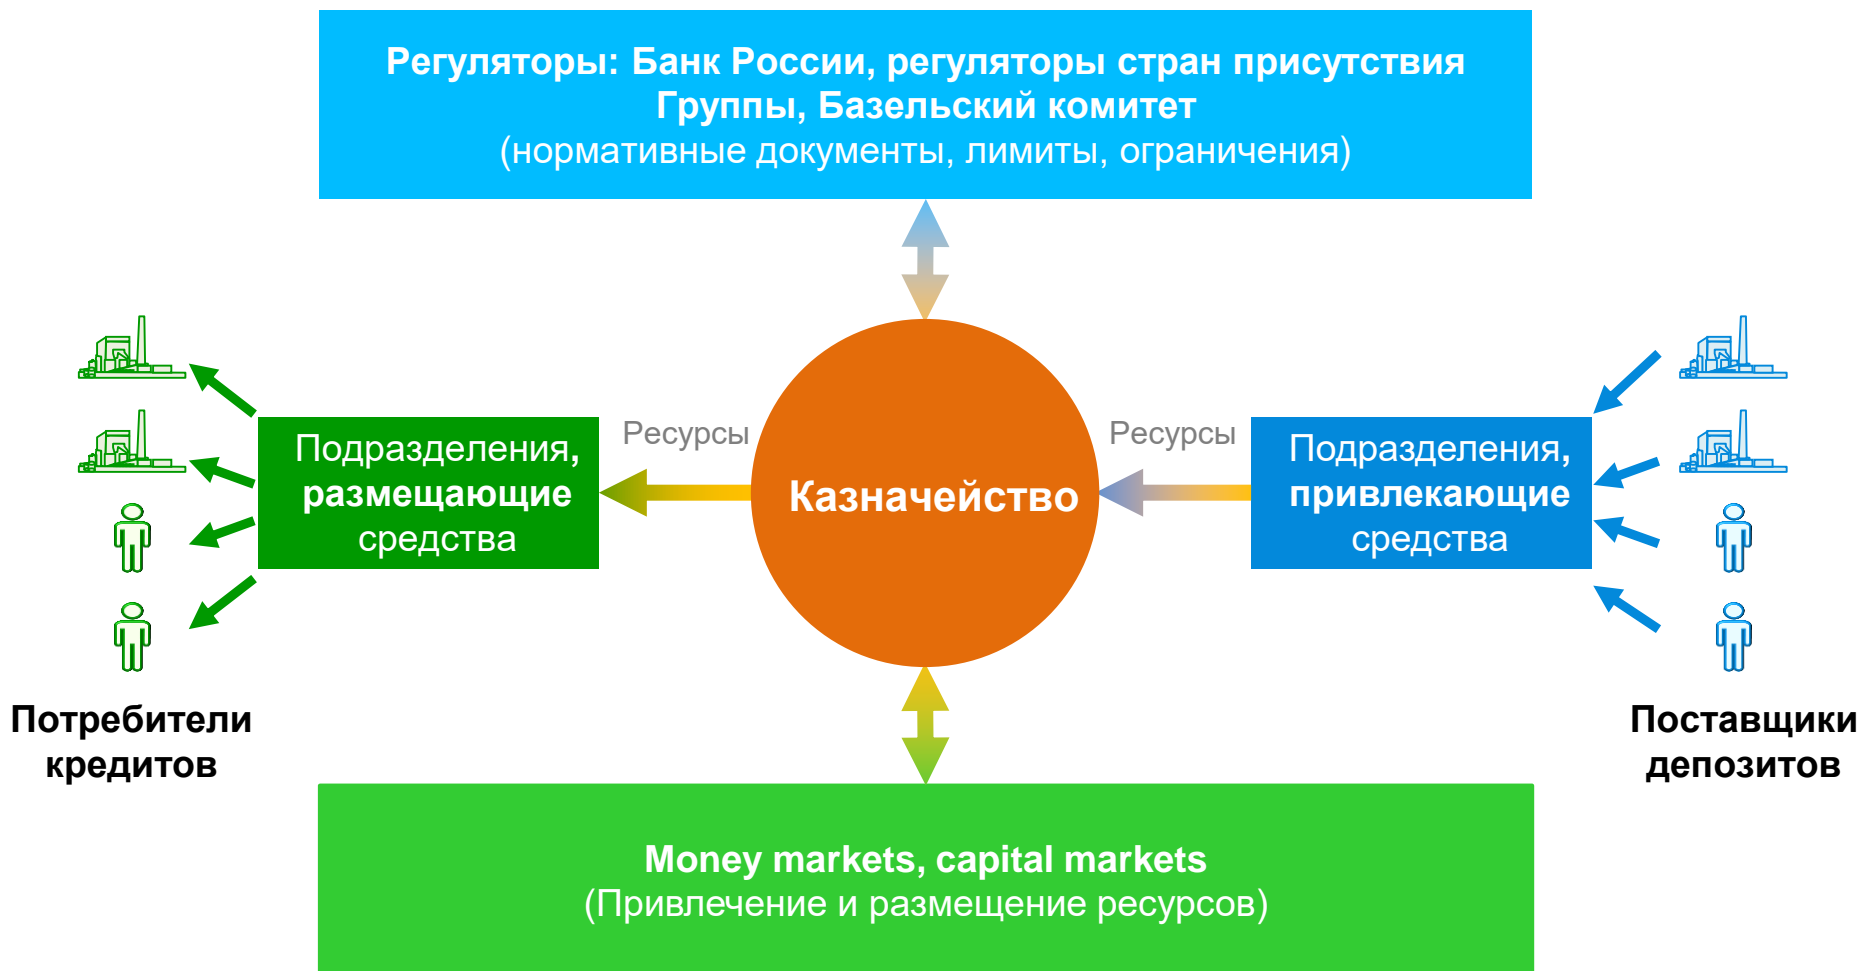 Регуляторы: Банк России, регуляторы стран присутствия
Группы, Базельский комитет
(нормативные документы, лимиты, ограничения)
Ресурсы
Ресурсы
Подразделения,
размещающие
средства
Казначейство
Подразделения,
привлекающие
средства
Потребители
кредитов
Поставщики
депозитов
Money markets, capital markets
(Привлечение и размещение ресурсов)